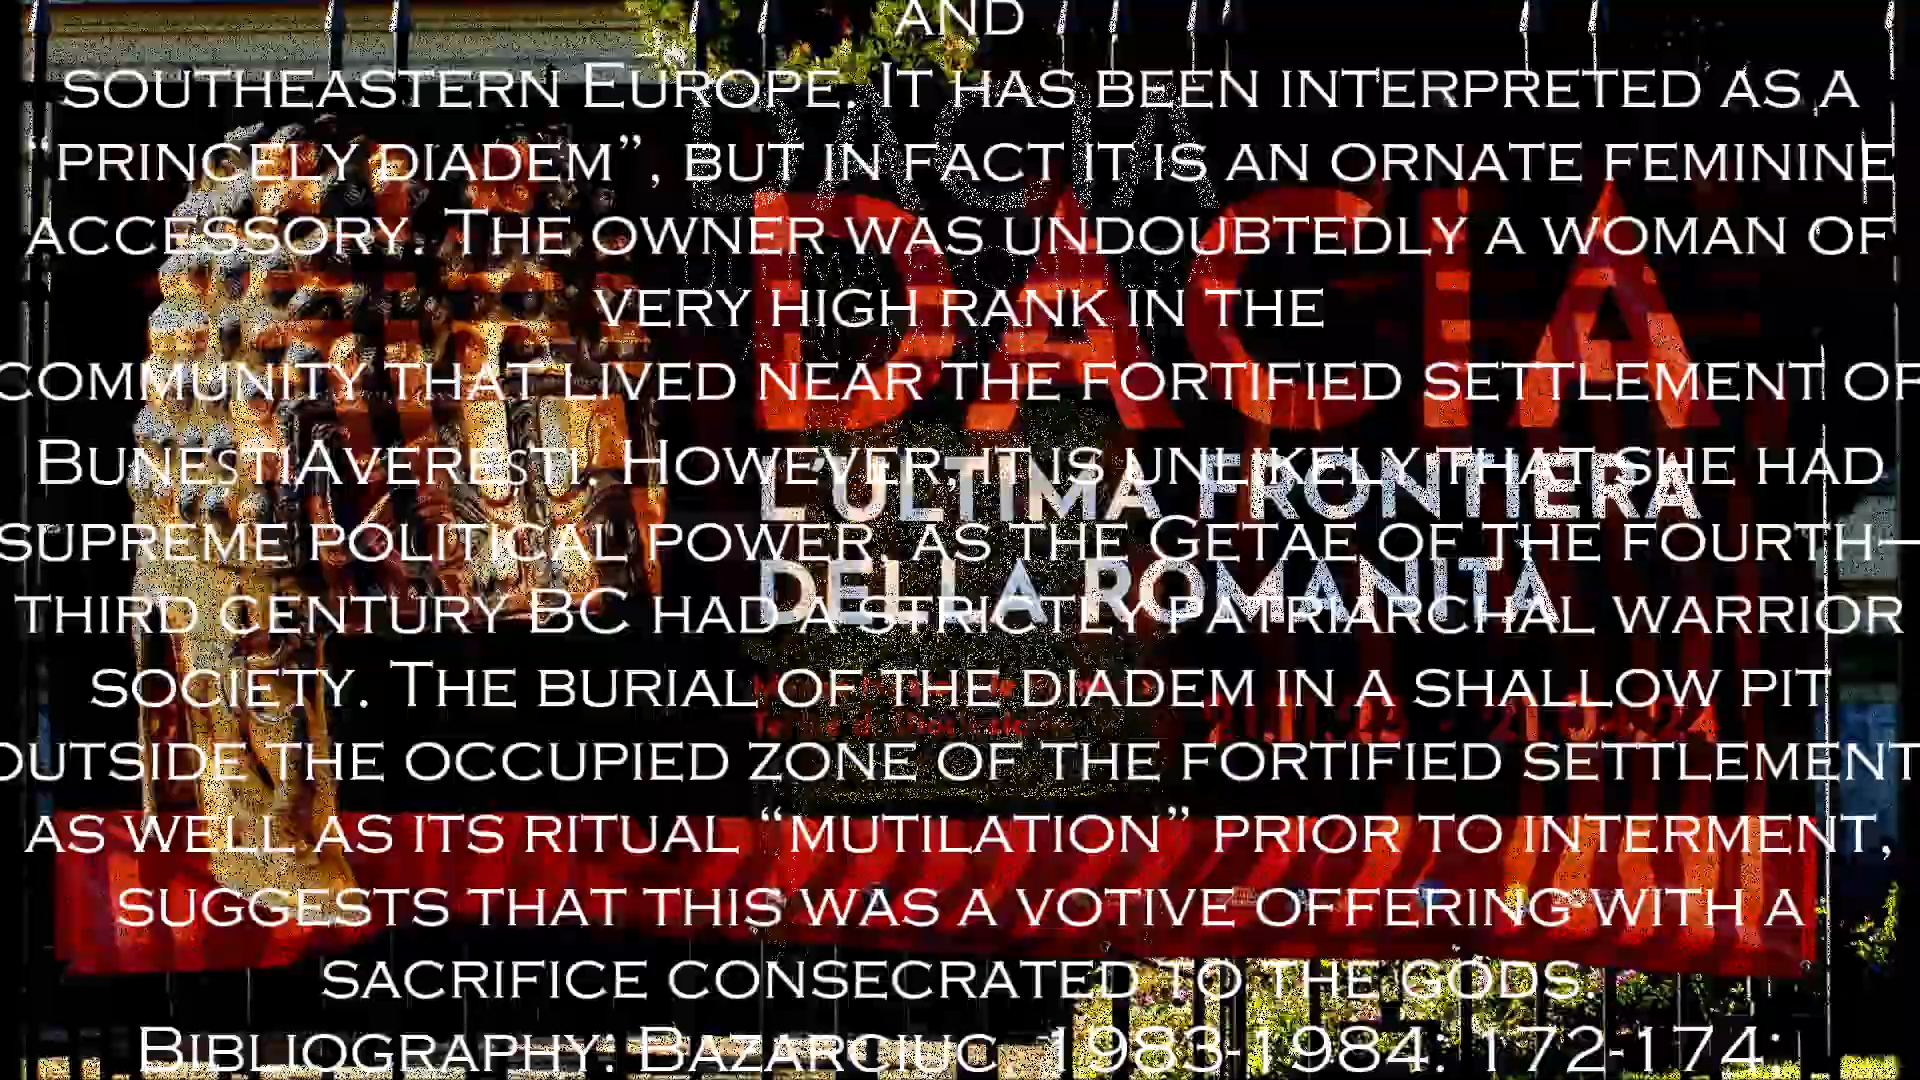 AND
SOUTHEASTERN EUROPE. IT HAS BEEN INTERPRETED AS A
“PRINCELY DIADEM”, BUT IN FACT IT IS AN ORNATE FEMININE
ACCESSORY. THE OWNER WAS UNDOUBTEDLY A WOMAN OF
VERY HIGH RANK IN THE
COMMUNITY THAT LIVED NEAR THE FORTIFIED SETTLEMENT OF
BUNEȘTIAVEREȘTI. HOWEVER, IT IS UNLIKELY THAT SHE HAD
SUPREME POLITICAL POWER, AS THE GETAE OF THE FOURTH–
THIRD CENTURY BC HAD A STRICTLY PATRIARCHAL WARRIOR
SOCIETY. THE BURIAL OF THE DIADEM IN A SHALLOW PIT
OUTSIDE THE OCCUPIED ZONE OF THE FORTIFIED SETTLEMENT
AS WELL AS ITS RITUAL “MUTILATION” PRIOR TO INTERMENT,
SUGGESTS THAT THIS WAS A VOTIVE OFFERING WITH A
SACRIFICE CONSECRATED TO THE GODS.
BIBLIOGRAPHY: BAZARCIUC, 1983-1984: 172-174;
DACIA
DACIA
L'ULTIMA FRONTIERA
DELLA ROMANITÀ